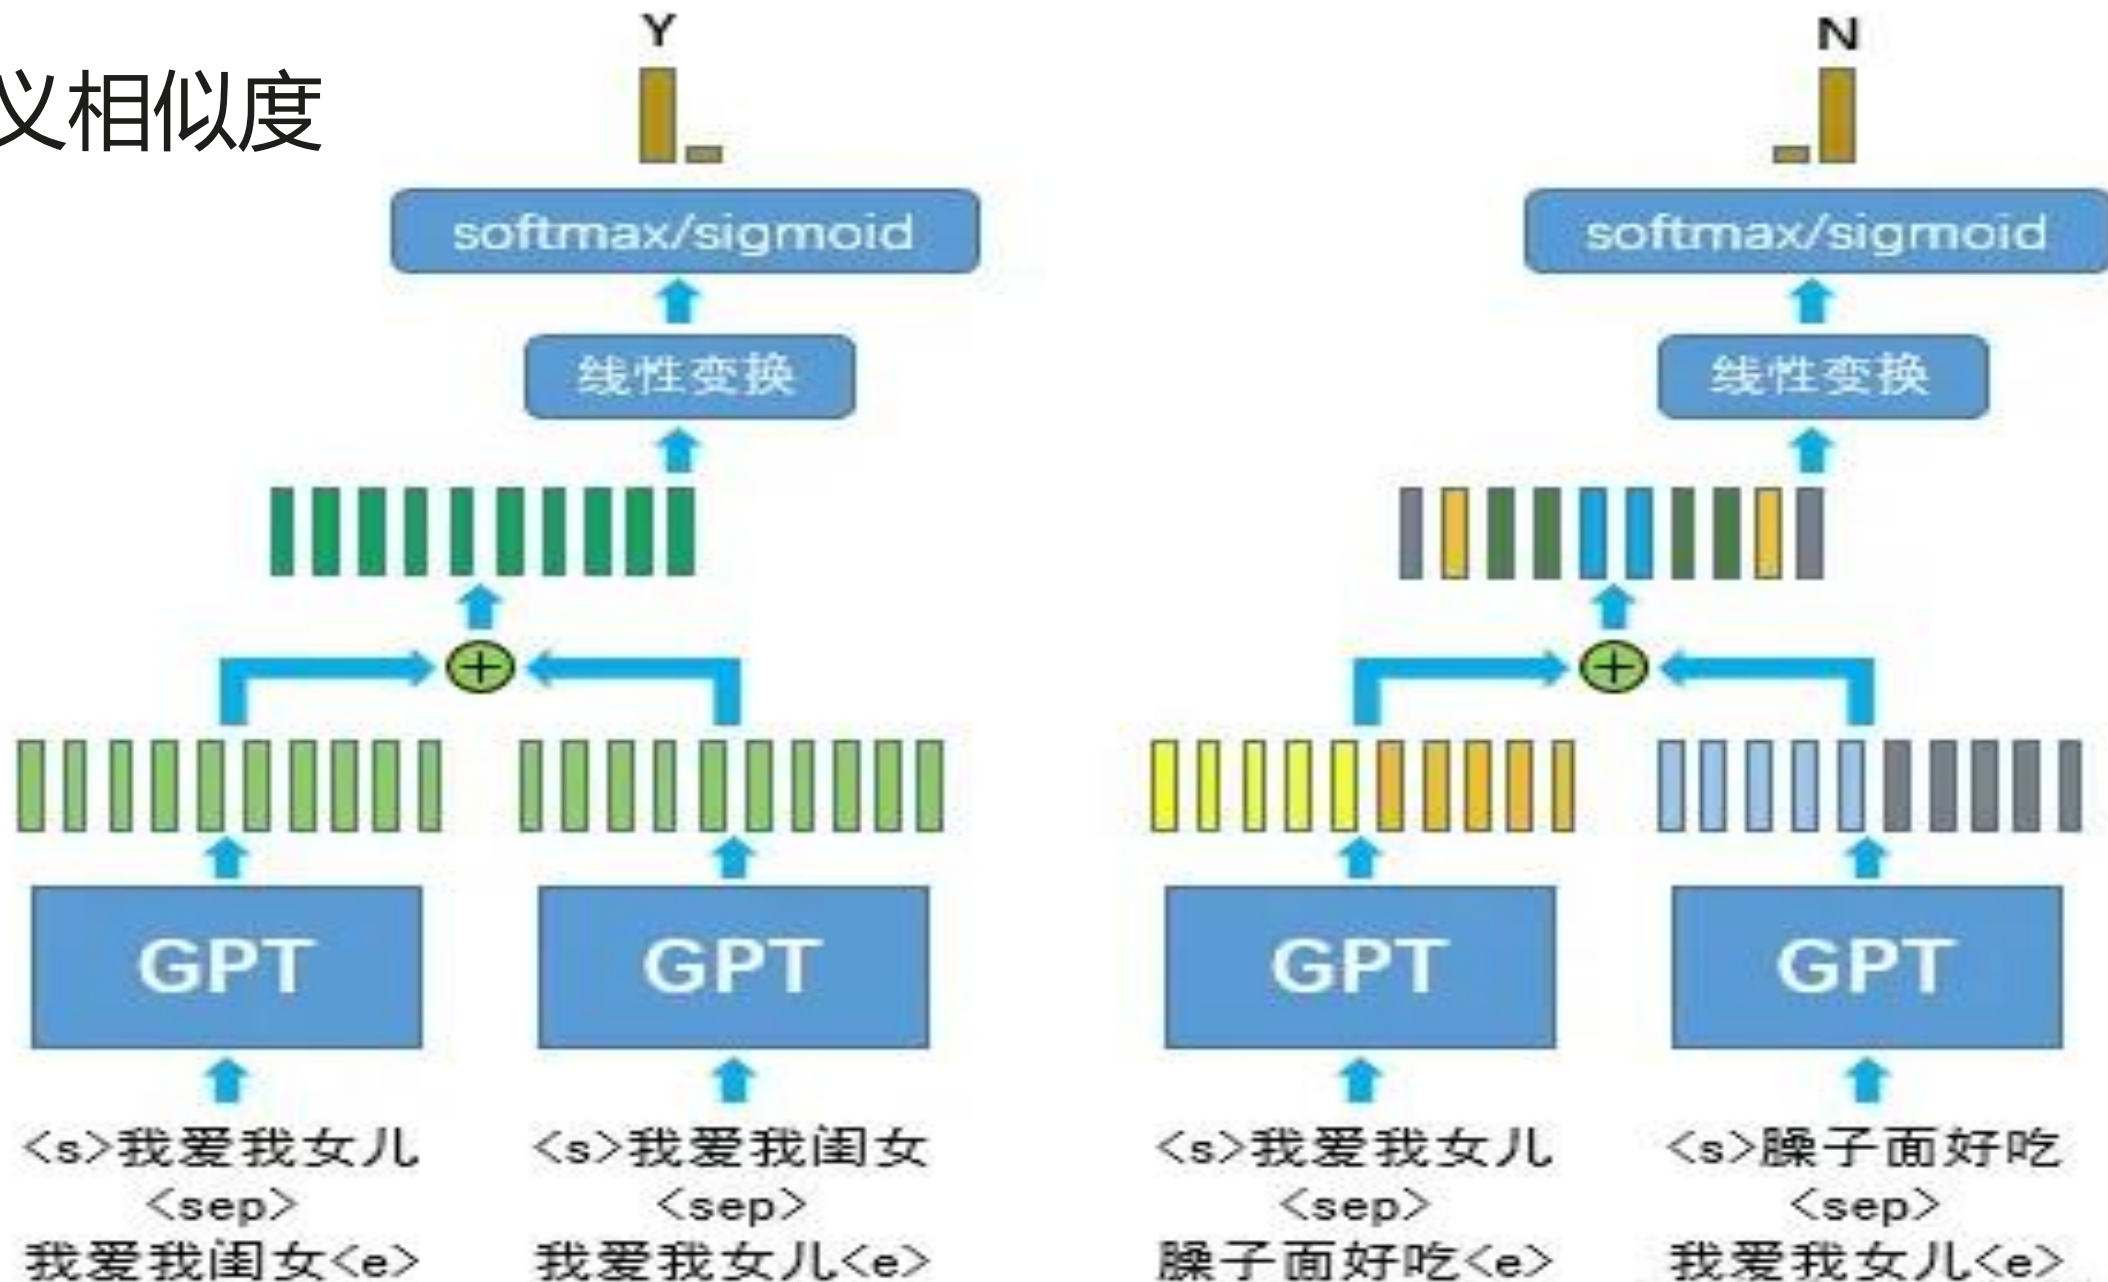 义相似度
Y
softmax/sigmoid
线性变换
+
GPT
GPT
<s>我爱我女儿
<sep>
我爱我闺女<e>
<s>我爱我闺女
<sep>
我爱我女儿<e>
N
softmax/sigmoid
线性变换
+
GPT
GPT
<s>我爱我女儿
<sep>
臊子面好吃<e>
<s>臊子面好吃
<sep>
我爱我女儿<e>